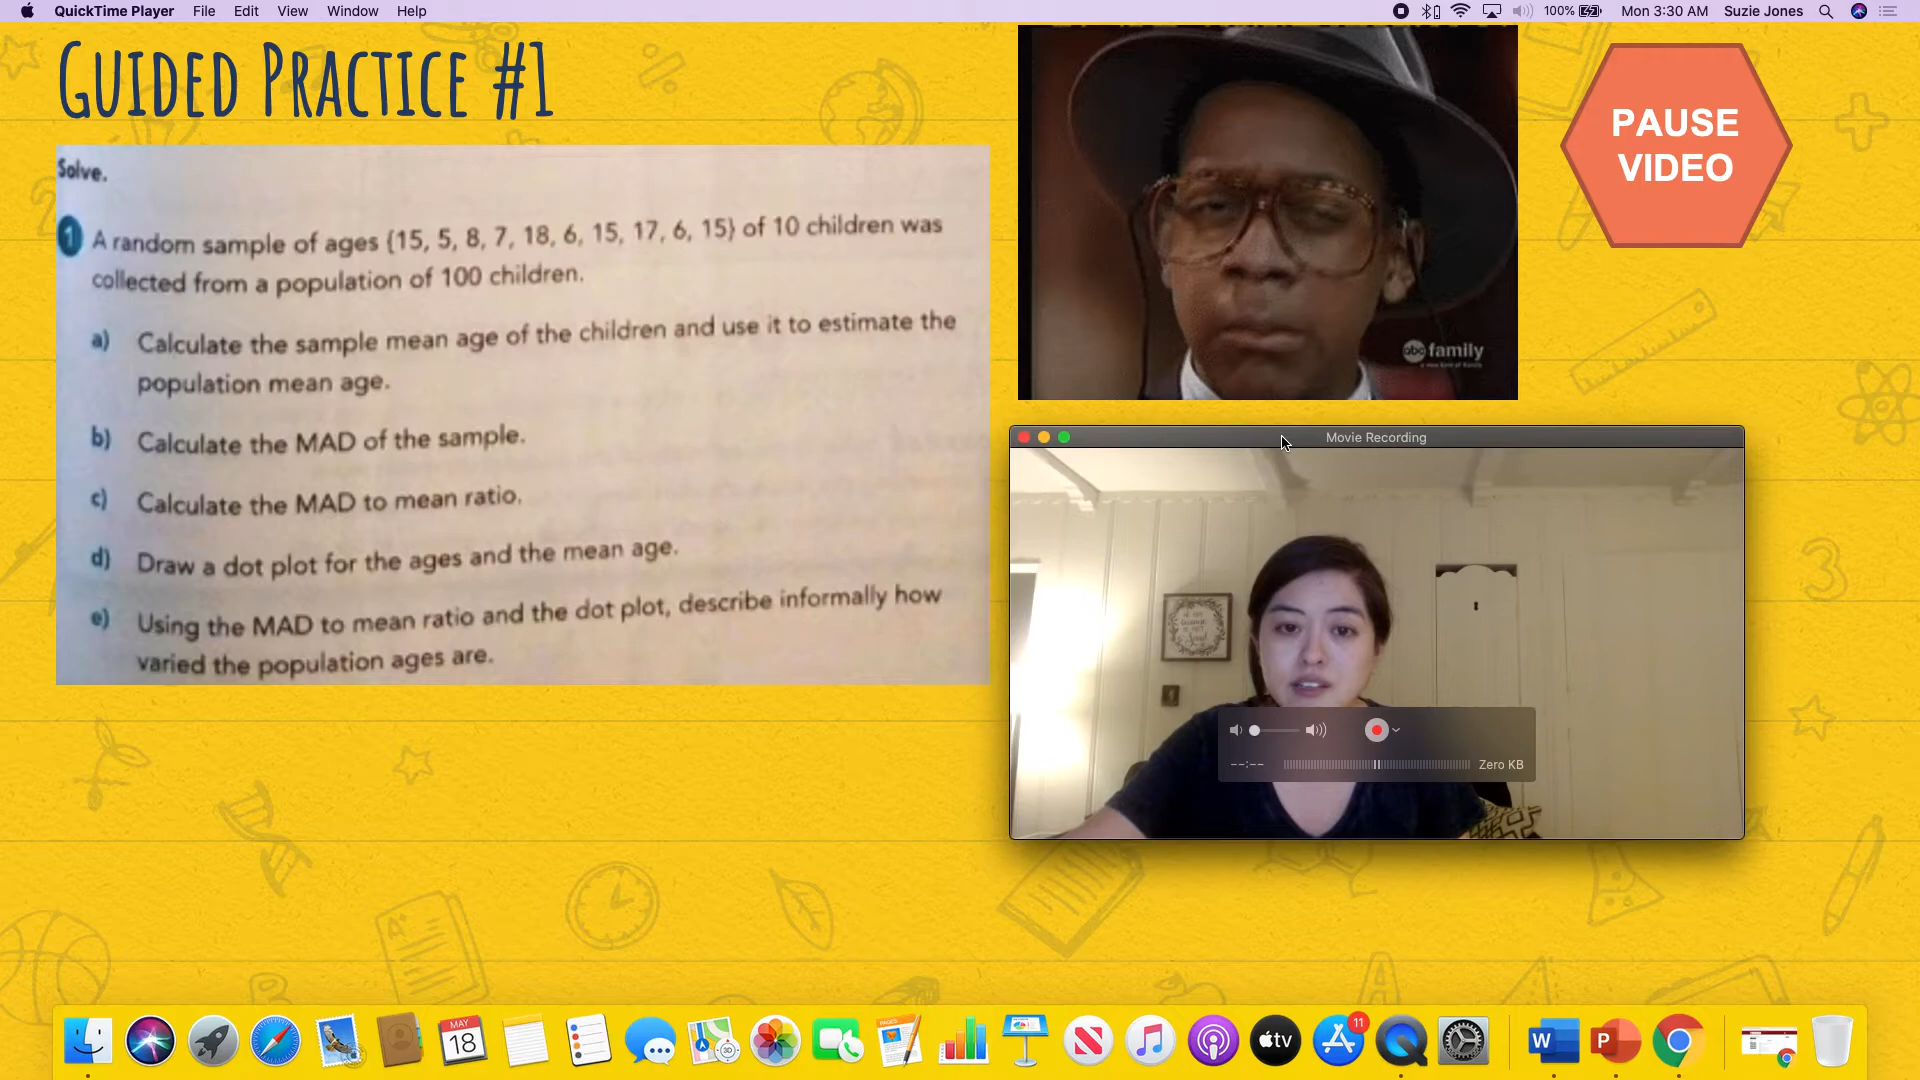 QuickTime Player File Edit View Window Help 100% Mon 3:30 AM Suzie Jones
GUIDED PRACTICE #1
PAUSE
VIDEO
Solve.
1 A random sample of ages {15, 5, 8, 7, 18, 6, 15, 17, 6, 15} of 10 children was
collected from a population of 100 children.
a) Calculate the sample mean age of the children and use it to estimate the
population mean age.
b) Calculate the MAD of the sample.
c) Calculate the MAD to mean ratio.
d) Draw a dot plot for the ages and the mean age.
e) Using the MAD to mean ratio and the dot plot, describe informally how
varied the population ages are.
abc family
Movie Recording
--:-- Zero KB
MAY
18
PAGES
3D
tv
11
W
P